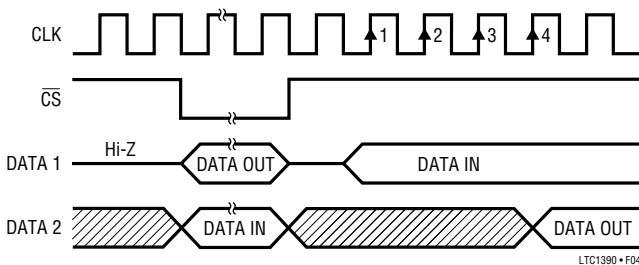 CLK
1 2 3 4
CS
DATA 1 Hi-Z DATA OUT DATA IN
DATA 2 DATA IN DATA OUT
LTC1390 • F04